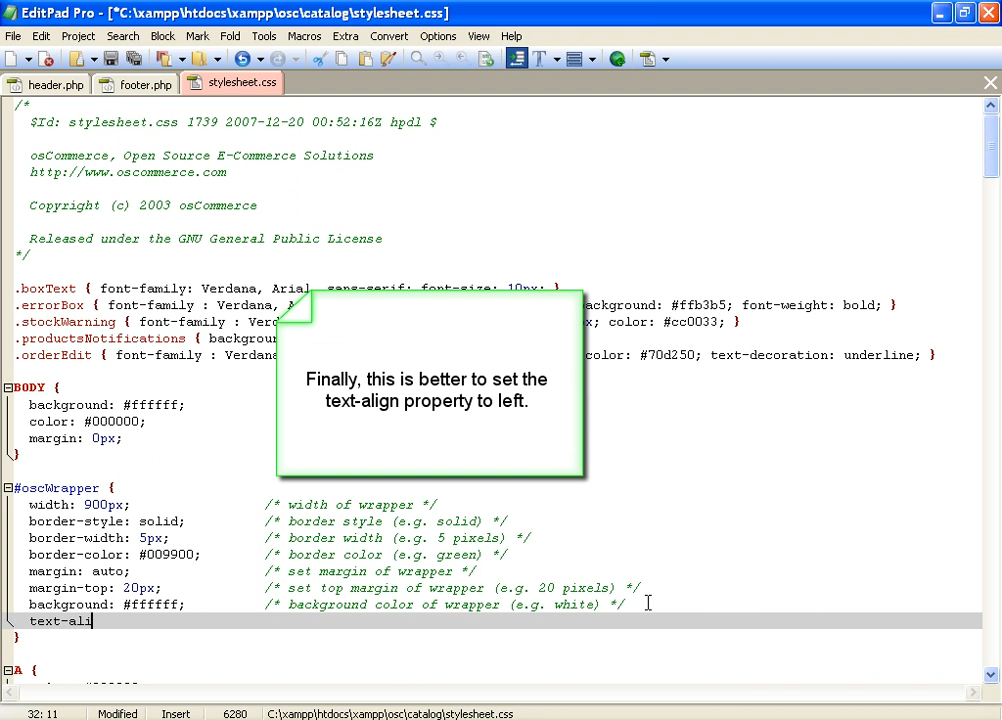 EditPad Pro - [*C:\xampp\htdocs\xampp\osc\catalog\stylesheet.css]
File Edit Project Search Block Mark Fold Tools Macros Extra Convert Options View Help
header.php footer.php stylesheet.css
/*
$Id: stylesheet.css 1739 2007-12-20 00:52:16Z hpdl $
osCommerce, Open Source E-Commerce Solutions
http://www.oscommerce.com
Copyright (c) 2003 osCommerce
Released under the GNU General Public License
*/
.boxText { font-family: Verdana, Arial, sans-serif; font-size: 10px; }
.errorBox { font-family : Verdana, background: #ffb3b5; font-weight: bold; }
.stockWarning { font-family : Verd x; color: #cc0033; }
.productsNotifications { backgroun
.orderEdit { font-family : Verdana color: #70d250; text-decoration: underline; }
Finally, this is better to set the
text-align property to left.
BODY {
background: #ffffff;
color: #000000;
margin: 0px;
}
#oscWrapper {
width: 900px; /* width of wrapper */
border-style: solid; /* border style (e.g. solid) */
border-width: 5px; /* border width (e.g. 5 pixels) */
border-color: #009900; /* border color (e.g. green) */
margin: auto; /* set margin of wrapper */
margin-top: 20px; /* set top margin of wrapper (e.g. 20 pixels) */
background: #ffffff; /* background color of wrapper (e.g. white) */
text-ali
}
A {
32: 11 Modified Insert 6280 C:\xampp\htdocs\xampp\osc\catalog\stylesheet.css